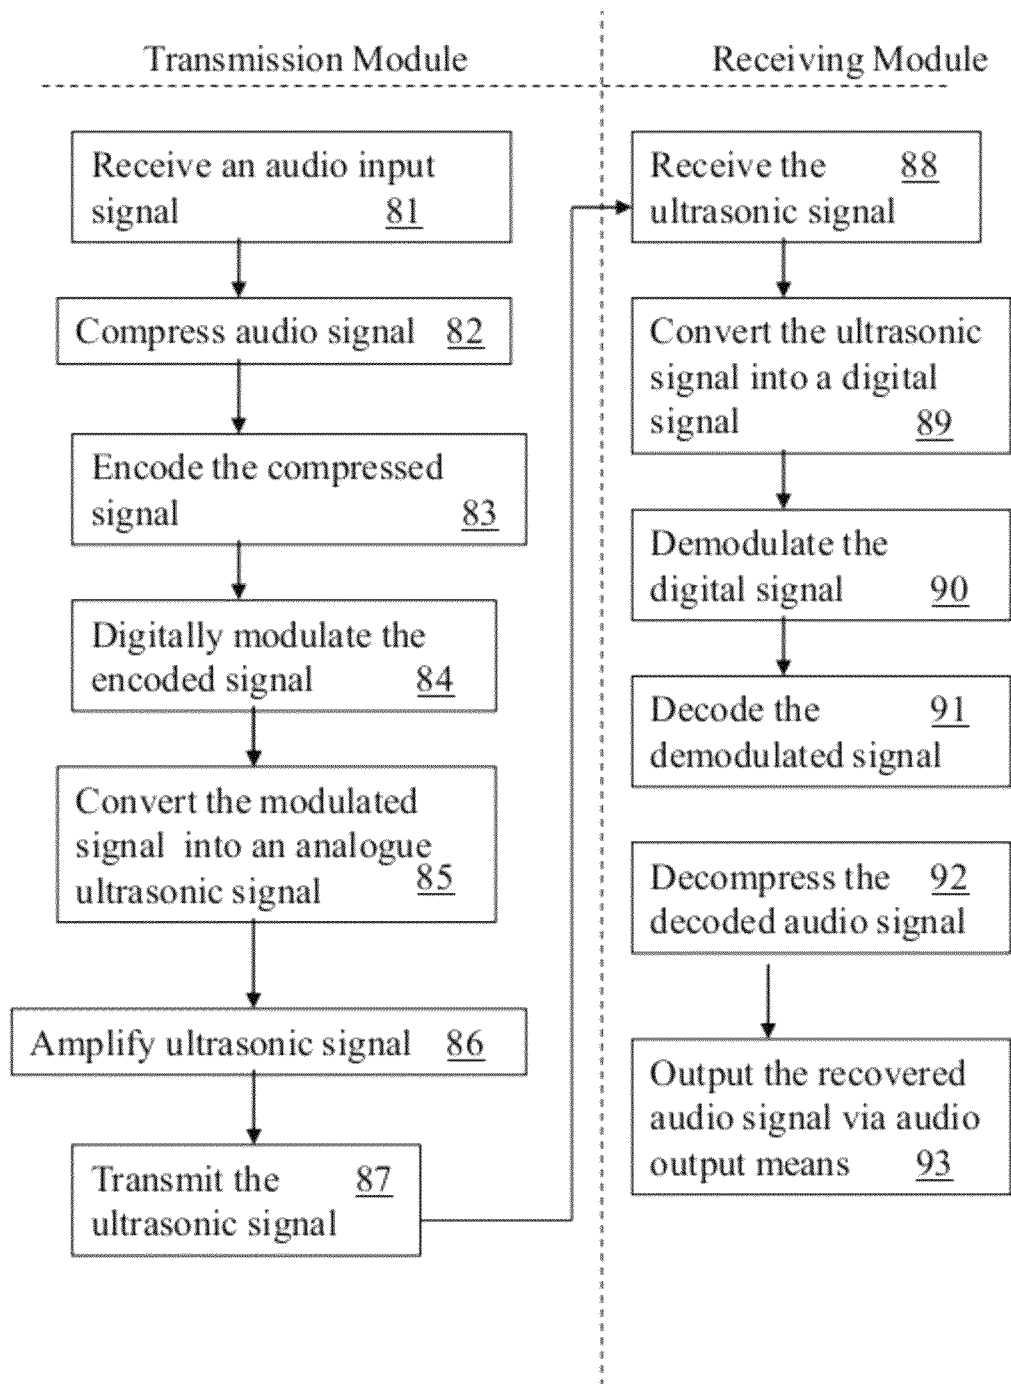 Transmission Module
Receive an audio input
signal 81
Compress audio signal 82
Encode the compressed
signal 83
Digitally modulate the
encoded signal 84
Convert the modulated
signal into an analogue
ultrasonic signal 85
Amplify ultrasonic signal 86
Transmit the 87
ultrasonic signal
Receiving Module
Receive the 88
ultrasonic signal
Convert the ultrasonic
signal into a digital
signal 89
Demodulate the
digital signal 90
Decode the 91
demodulated signal
Decompress the 92
decoded audio signal
Output the recovered
audio signal via audio
output means 93